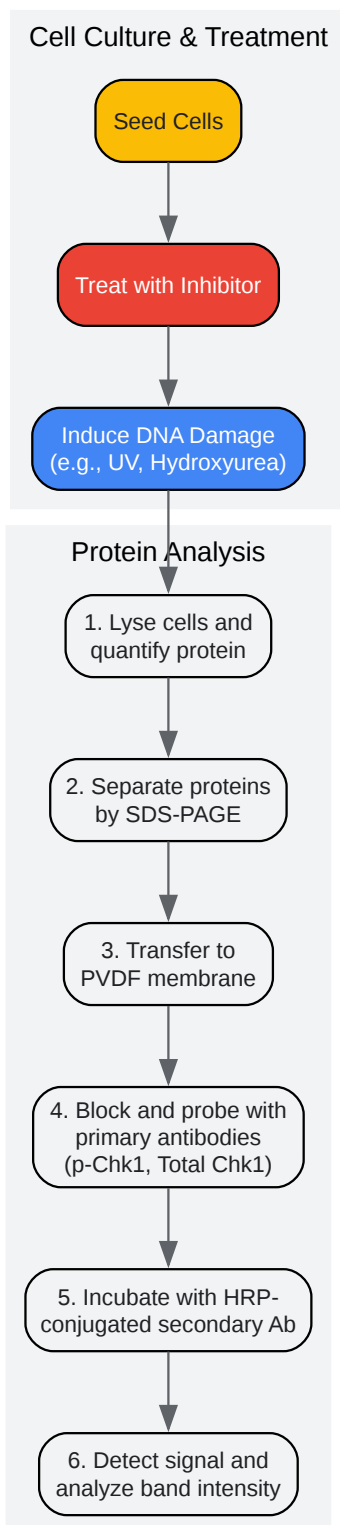 Cell Culture & Treatment
Seed Cells
Treat with Inhibitor
Induce DNA Damage
(e.g., UV, Hydroxyurea)
Protein Analysis
1. Lyse cells and
quantify protein
2. Separate proteins
by SDS-PAGE
3. Transfer to
PVDF membrane
4. Block and probe with
primary antibodies
(p-Chk1, Total Chk1)
5. Incubate with HRP-
conjugated secondary Ab
6. Detect signal and
analyze band intensity